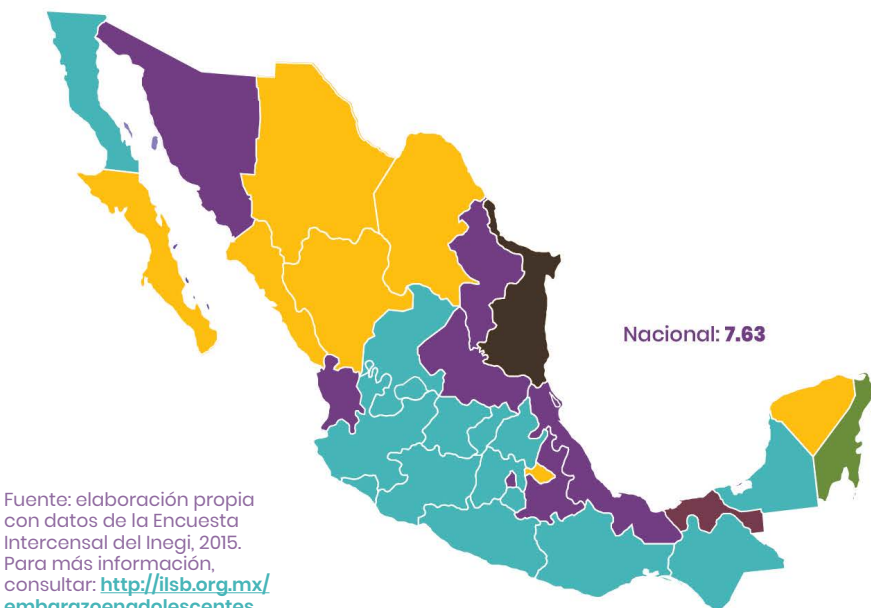 Nacional: 7.63
Fuente: elaboración propia
con datos de la Encuesta
Intercensal del Inegi, 2015.
Para más información,
consultar: http://ilsb.org.mx/
embarazoenadolescentes